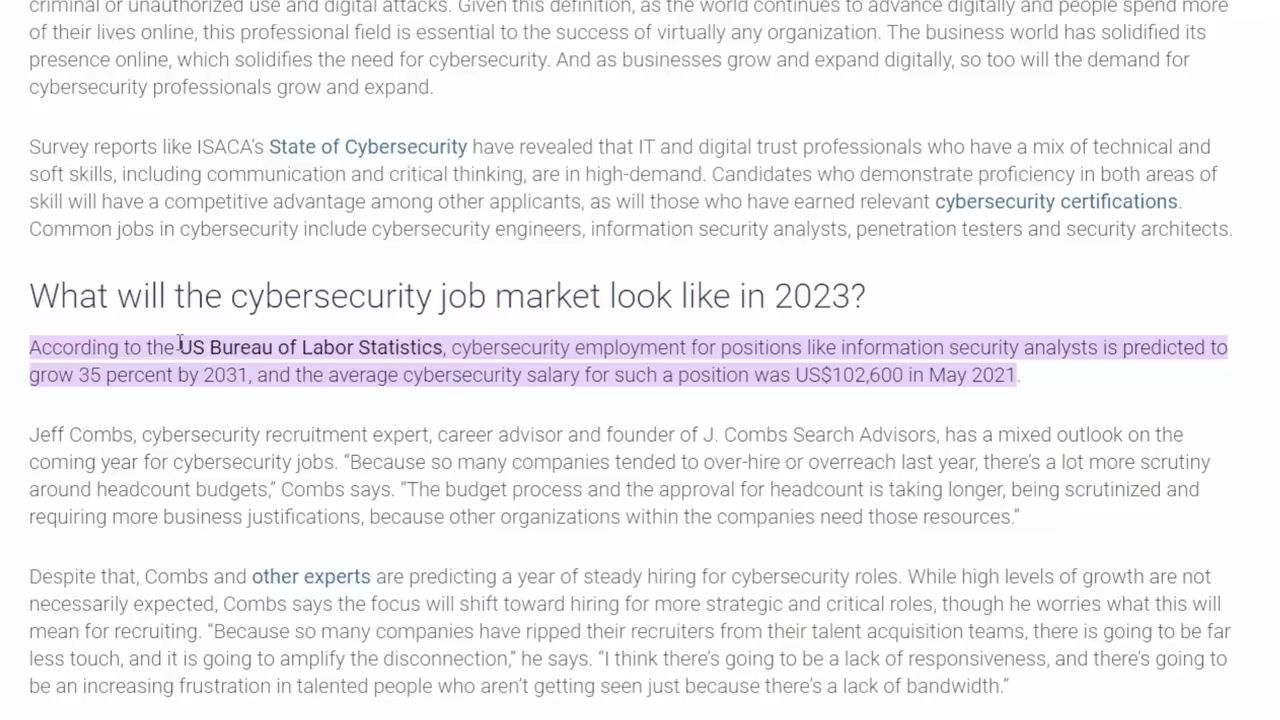 criminal or unauthorized use and digital attacks. Given this definition, as the world continues to advance digitally and people spend more
of their lives online, this professional field is essential to the success of virtually any organization. The business world has solidified its
presence online, which solidifies the need for cybersecurity. And as businesses grow and expand digitally, so too will the demand for
cybersecurity professionals grow and expand.
Survey reports like ISACA's State of Cybersecurity have revealed that IT and digital trust professionals who have a mix of technical and
soft skills, including communication and critical thinking, are in high-demand. Candidates who demonstrate proficiency in both areas of
skill will have a competitive advantage among other applicants, as will those who have earned relevant cybersecurity certifications.
Common jobs in cybersecurity include cybersecurity engineers, information security analysts, penetration testers and security architects.
What will the cybersecurity job market look like in 2023?
According to the US Bureau of Labor Statistics, cybersecurity employment for positions like information security analysts is predicted to
grow 35 percent by 2031, and the average cybersecurity salary for such a position was US$102,600 in May 2021.
Jeff Combs, cybersecurity recruitment expert, career advisor and founder of J. Combs Search Advisors, has a mixed outlook on the
coming year for cybersecurity jobs. “Because so many companies tended to over-hire or overreach last year, there’s a lot more scrutiny
around headcount budgets,” Combs says. “The budget process and the approval for headcount is taking longer, being scrutinized and
requiring more business justifications, because other organizations within the companies need those resources.”
Despite that, Combs and other experts are predicting a year of steady hiring for cybersecurity roles. While high levels of growth are not
necessarily expected, Combs says the focus will shift toward hiring for more strategic and critical roles, though he worries what this will
mean for recruiting. “Because so many companies have ripped their recruiters from their talent acquisition teams, there is going to be far
less touch, and it is going to amplify the disconnection,” he says. “I think there’s going to be a lack of responsiveness, and there’s going to
be an increasing frustration in talented people who aren’t getting seen just because there’s a lack of bandwidth.”